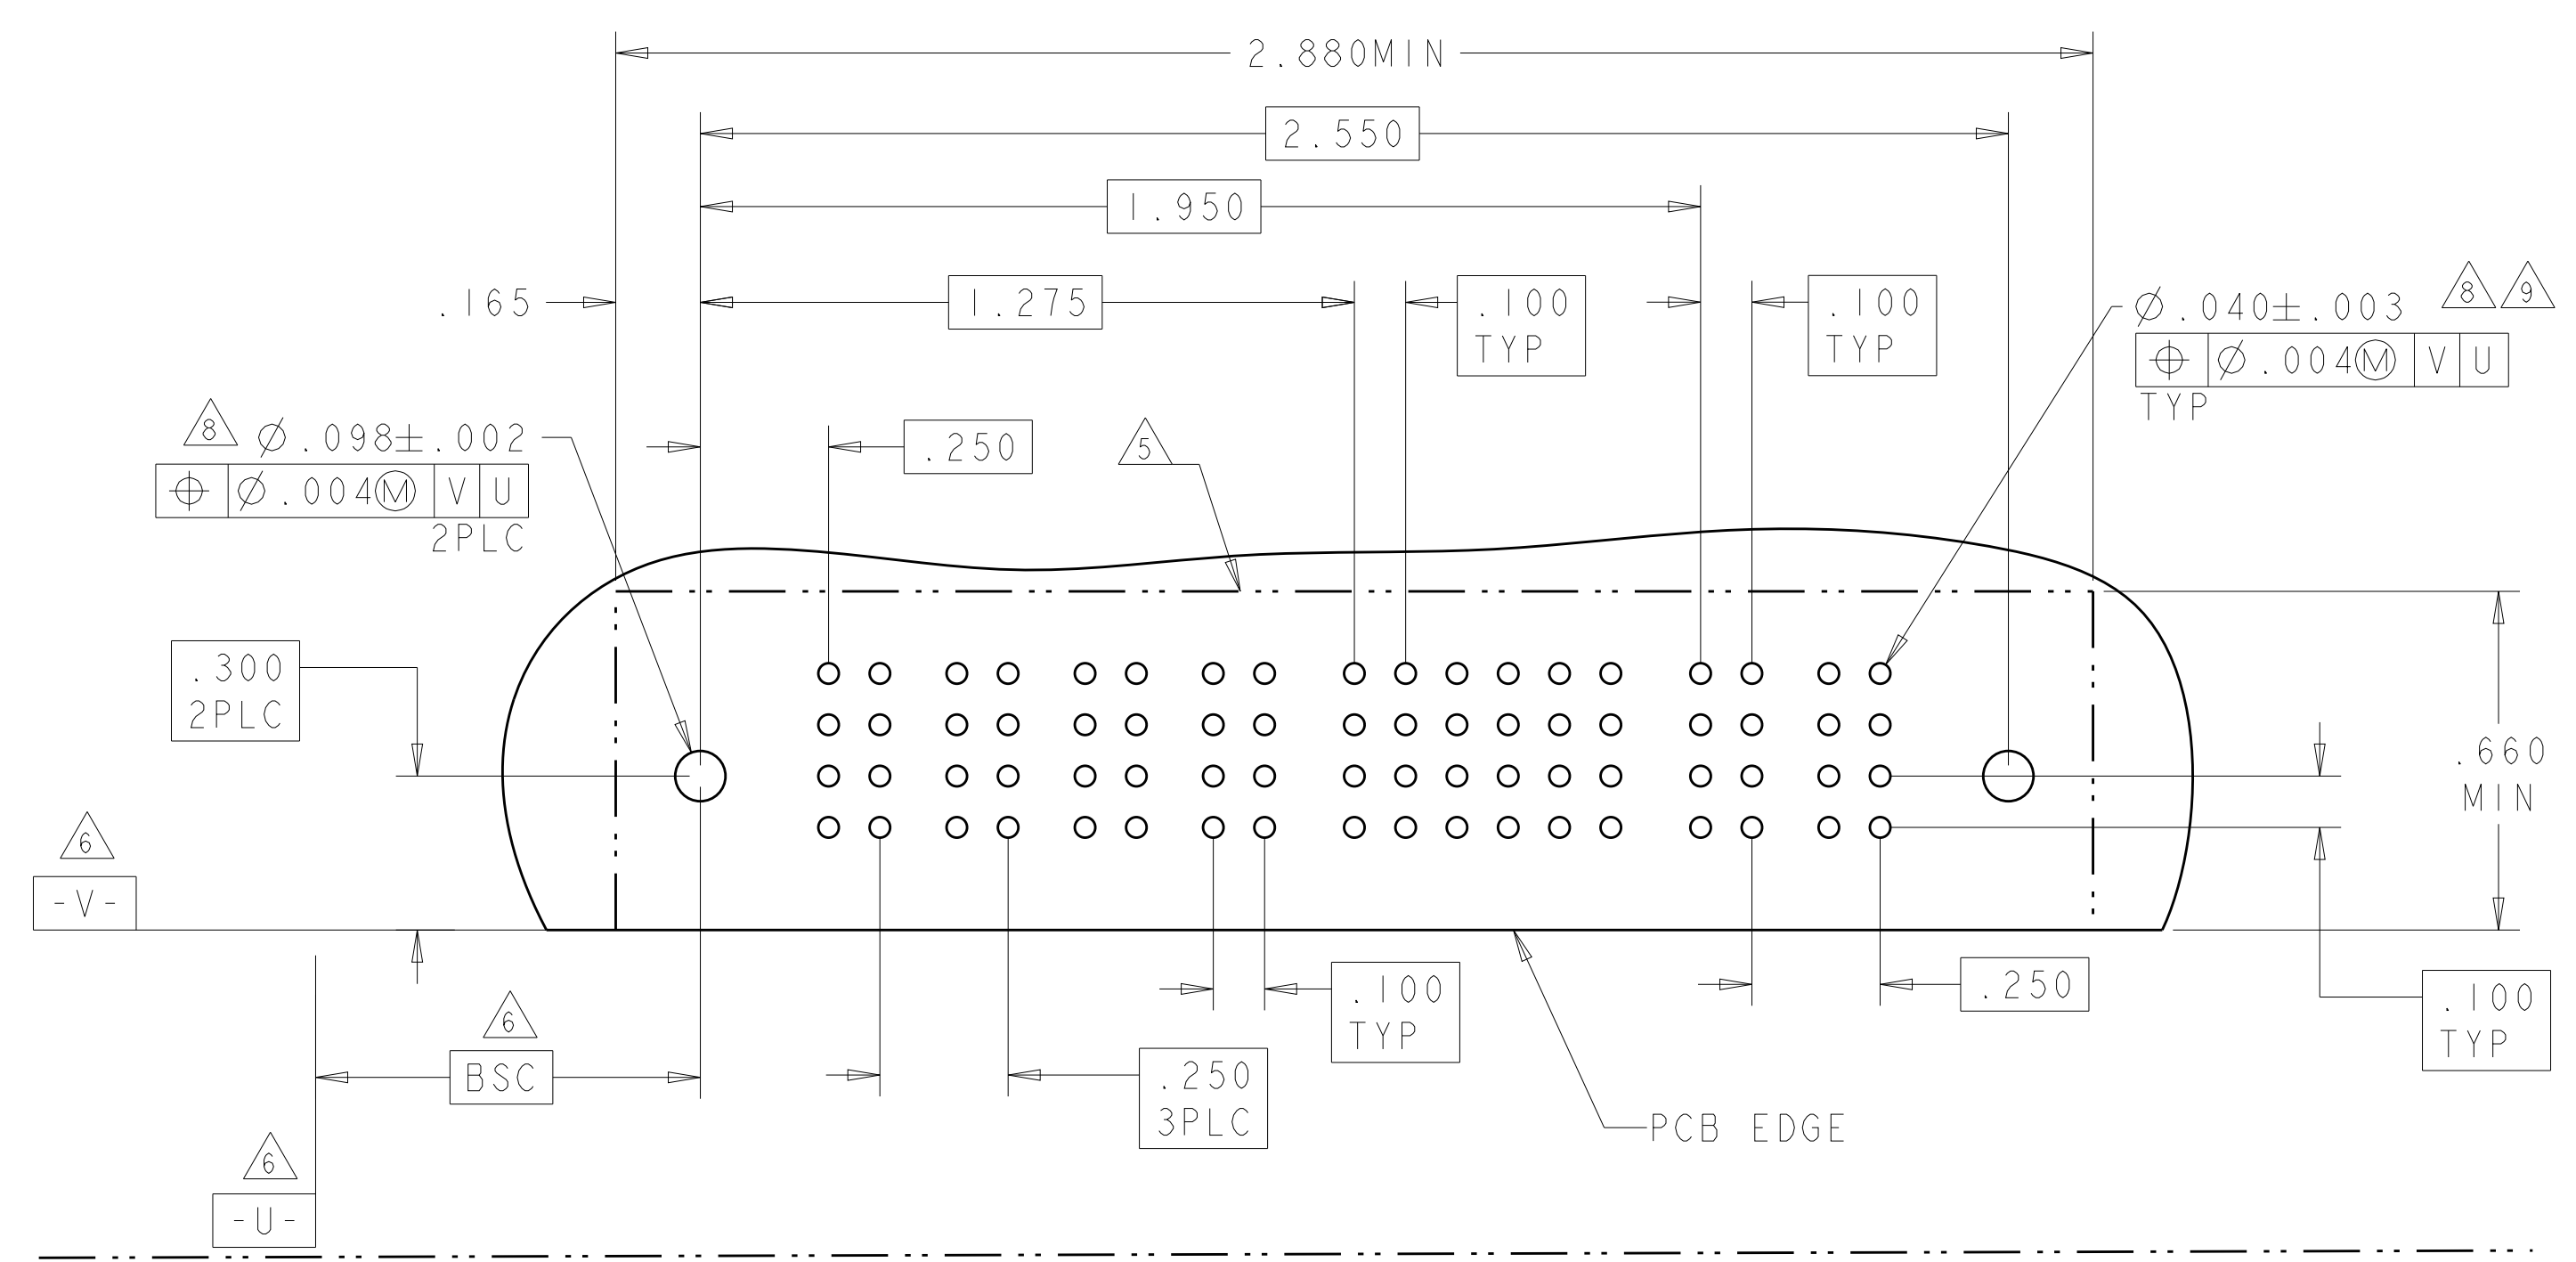 2.880MIN
2.550
1.950
.165
1.275
.100
TYP
.100
TYP
8 9
Ø.040±.003
⌖ Ø.004Ⓜ V U
TYP
8
Ø.098±.002
⌖ Ø.004Ⓜ V U
2PLC
.250
5
.300
2PLC
.660
MIN
6
-V-
.100
TYP
.250
.100
TYP
6
BSC
.250
3PLC
PCB EDGE
6
-U-